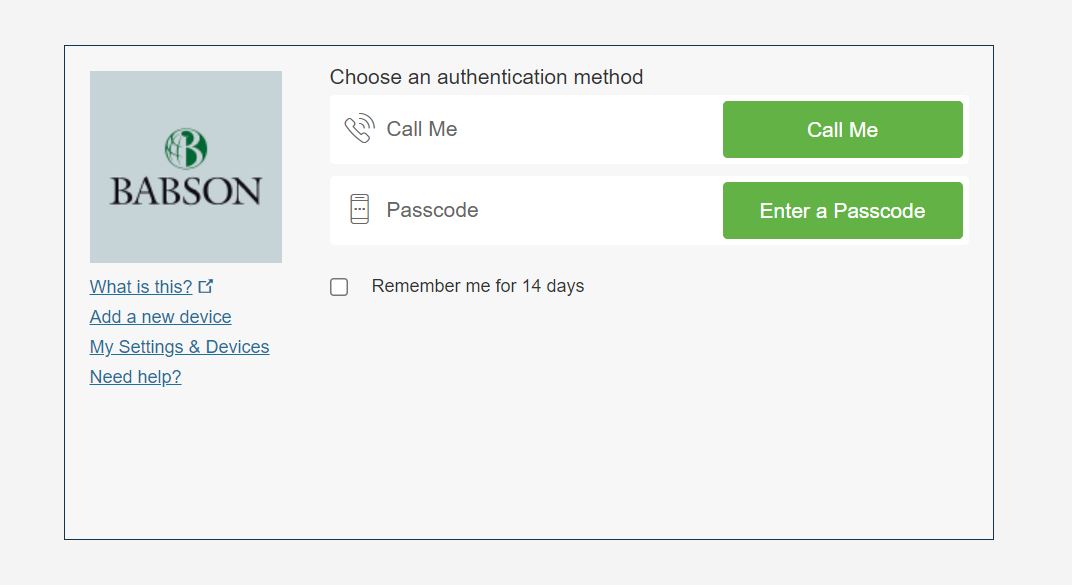 BABSON
What is this?
Add a new device
My Settings & Devices
Need help?
Choose an authentication method
Call Me
Call Me
Passcode
Enter a Passcode
Remember me for 14 days